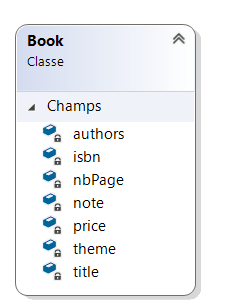 Book
Classe
Champs
authors
isbn
nbPage
note
price
theme
title